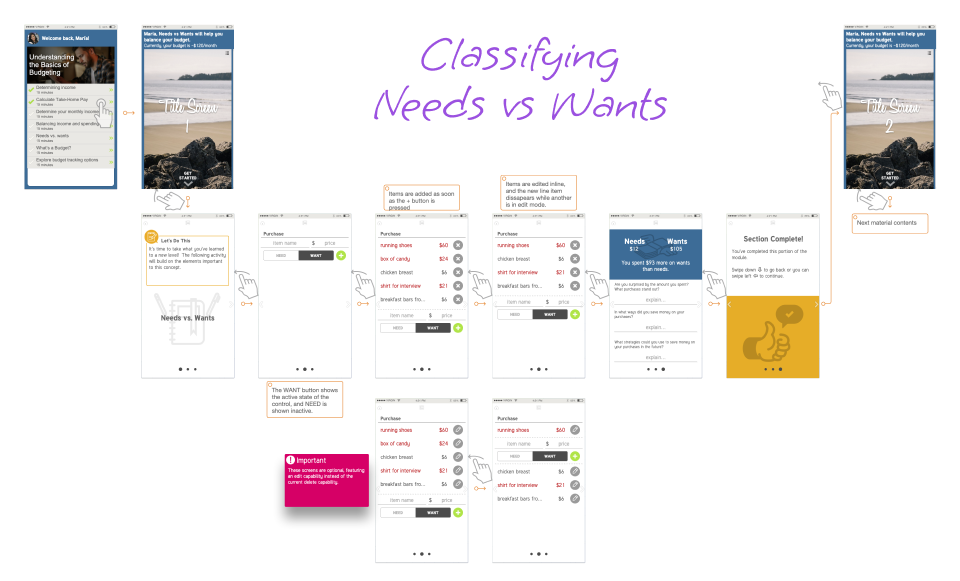 Classifying
Needs vs Wants
Welcome back, Maria!
Understanding
the Basics of
Budgeting
Determining income
15 minutes
Calculate Take-Home Pay
15 minutes
Determine your monthly income
15 minutes
Balancing income and spending
15 minutes
Needs vs. wants
15 minutes
What's a Budget?
15 minutes
Explore budget tracking options
15 minutes
Maria, Needs vs Wants will help you
balance your budget.
Currently, your budget is -$120/month
Title Screen
1
GET
STARTED
Maria, Needs vs Wants will help you
balance your budget.
Currently, your budget is -$120/month
Title Screen
2
GET
STARTED
Next material contents
Let's Do This
It's time to take what you've learned
to a new level! The following activity
will build on the elements important
to this concept.
Needs vs. Wants
Purchase
item name $ price
NEED WANT
The WANT button shows
the active state of the
control, and NEED is
shown inactive.
Items are added as soon
as the + button is
pressed
Purchase
running shoes $60
box of candy $24
chicken breast $6
shirt for interview $21
breakfast bars fro... $6
item name $ price
NEED WANT
Items are edited inline,
and the new line item
dissapears while another
is in edit mode.
Purchase
running shoes $60
chicken breast $6
shirt for interview $21
breakfast bars fro... $6
item name $ price
NEED WANT
Needs Wants
$12 $105
You spent $93 more on wants
than needs.
Are you surprised by the amount you spent?
What purchases stand out?
explain...
In what ways did you save money on your
purchases?
explain...
What strategies could you use to save money on
your purchases in the future?
explain...
Section Complete!
You've completed this portion of the
module.
Swipe down to go back or you can
swipe left to continue.
Important
These screens are optional, featuring
an edit capability instead of the
current delete capability.
Purchase
running shoes $60
box of candy $24
chicken breast $6
shirt for interview $21
breakfast bars fro... $6
item name $ price
NEED WANT
Purchase
running shoes $60
item name $ price
NEED WANT
chicken breast $6
shirt for interview $21
breakfast bars fro... $6